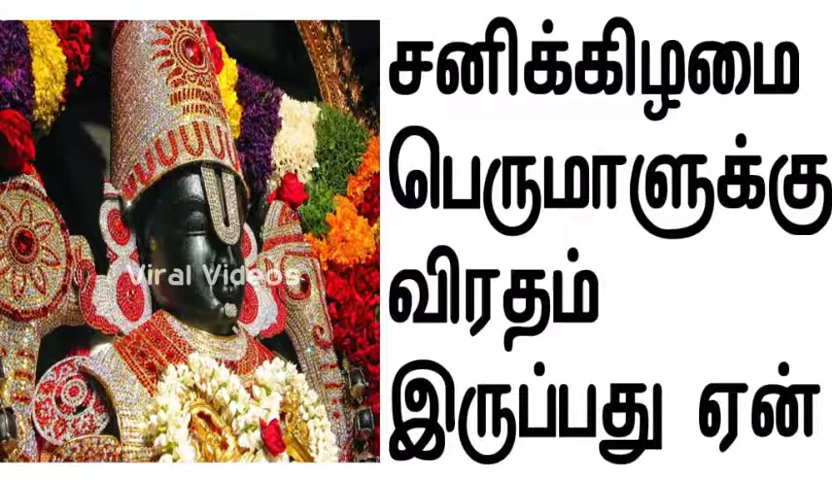 சனிக்கிழமை
பெருமாளுக்கு
விரதம்
இருப்பது ஏன்
Viral Videos